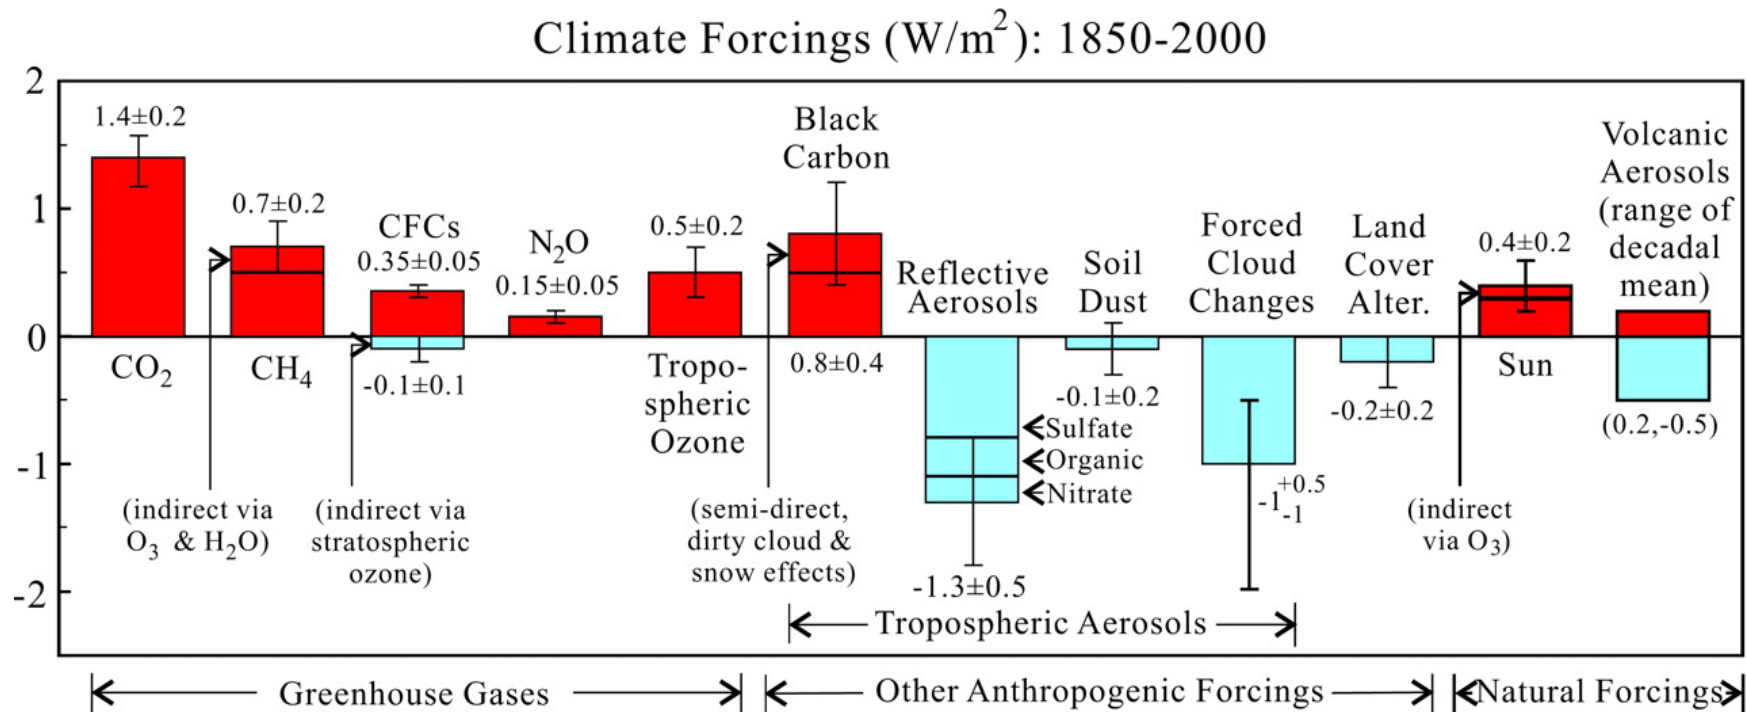 Climate Forcings (W/m²): 1850-2000
2
1
0
-1
-2
1.4±0.2
CO₂
0.7±0.2
CH₄
(indirect via
O₃ & H₂O)
CFCs
0.35±0.05
-0.1±0.1
(indirect via
stratospheric
ozone)
N₂O
0.15±0.05
0.5±0.2
Tropo-
spheric
Ozone
Black
Carbon
0.8±0.4
(semi-direct,
dirty cloud &
snow effects)
Reflective
Aerosols
Sulfate
Organic
Nitrate
-1.3±0.5
Soil
Dust
-0.1±0.2
Forced
Cloud
Changes
-1 +0.5 -1
Land
Cover
Alter.
-0.2±0.2
0.4±0.2
Sun
(indirect
via O₃)
Volcanic
Aerosols
(range of
decadal
mean)
(0.2,-0.5)
Tropospheric Aerosols
Greenhouse Gases
Other Anthropogenic Forcings
Natural Forcings